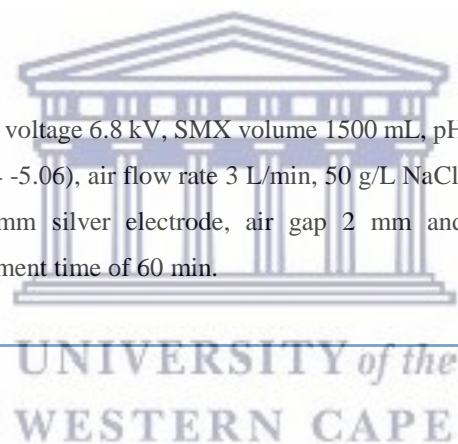 voltage 6.8 kV, SMX volume 1500 mL, pH
-5.06), air flow rate 3 L/min, 50 g/L NaCl
mm silver electrode, air gap 2 mm and
ment time of 60 min.
UNIVERSITY of the
WESTERN CAPE